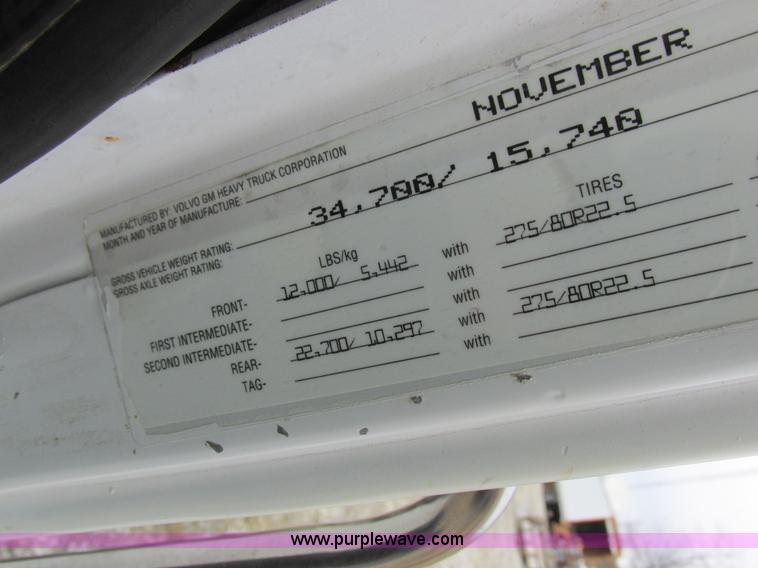 MANUFACTURED BY: VOLVO GM HEAVY TRUCK CORPORATION
MONTH AND YEAR OF MANUFACTURE: NOVEMBER
GROSS VEHICLE WEIGHT RATING: 34,700/ 15,740
GROSS AXLE WEIGHT RATING:
LBS/kg TIRES
FRONT- 12,000/ 5,442 with 275/80R22.5
FIRST INTERMEDIATE- with
SECOND INTERMEDIATE- with
REAR- 22,700/ 10,297 with 275/80R22.5
TAG- with
www.purplewave.com